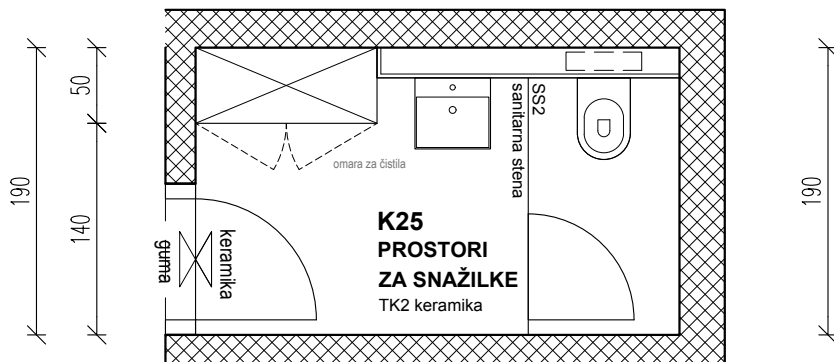 190
50
140
omara za čistila
keramika
guma
K25
PROSTORI
ZA SNAŽILKE
TK2 keramika
SS2
sanitarna stena
190